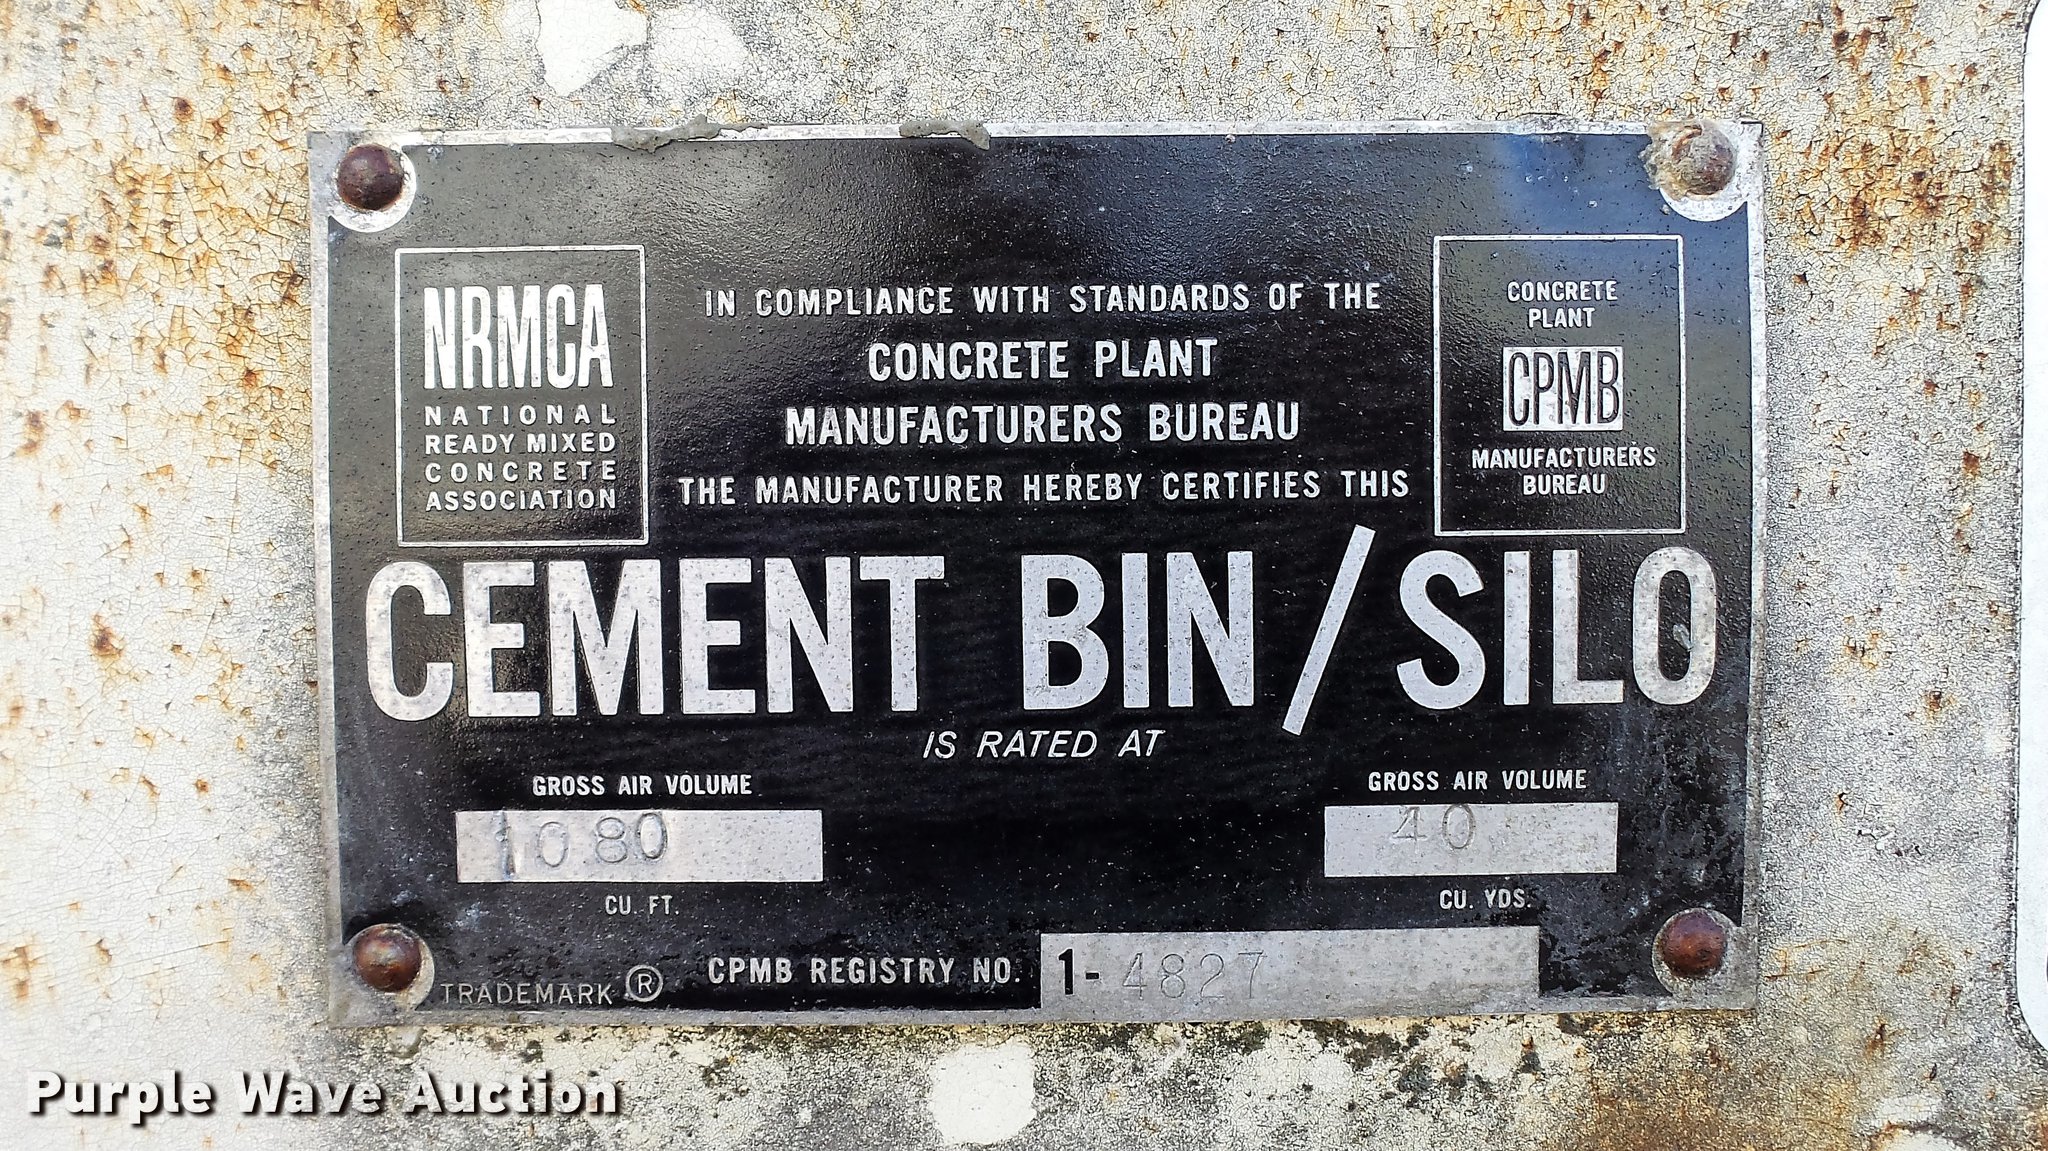 NRMCA
NATIONAL
READY MIXED
CONCRETE
ASSOCIATION
IN COMPLIANCE WITH STANDARDS OF THE
CONCRETE PLANT
MANUFACTURERS BUREAU
THE MANUFACTURER HEREBY CERTIFIES THIS
CONCRETE
PLANT
CPMB
MANUFACTURERS
BUREAU
CEMENT BIN/SILO
IS RATED AT
GROSS AIR VOLUME
1080
CU. FT.
GROSS AIR VOLUME
40
CU. YDS.
TRADEMARK ®
CPMB REGISTRY NO. 1-4827
Purple Wave Auction